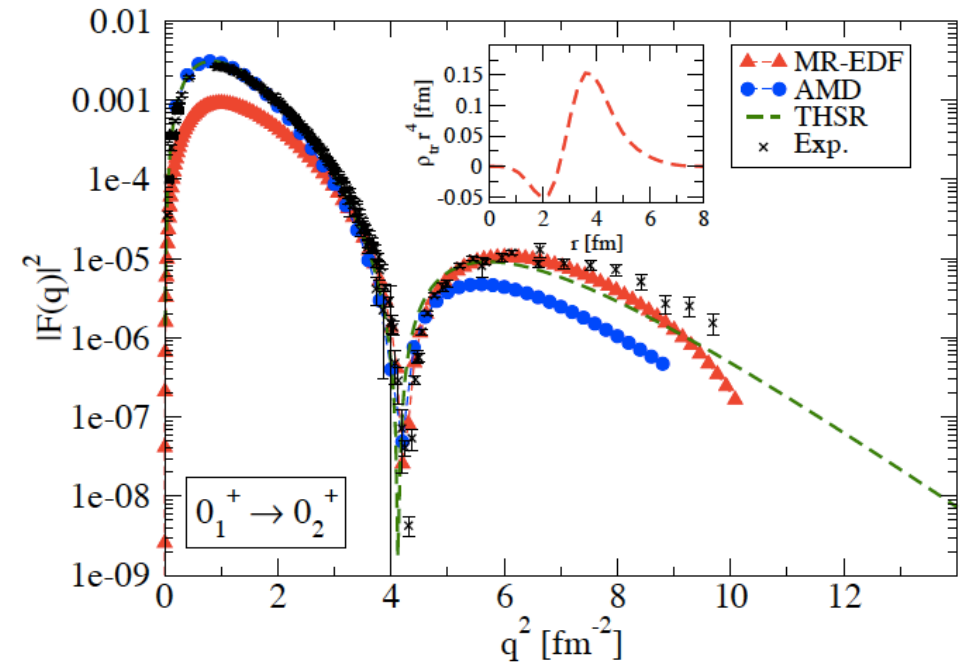 0.01
0.001
1e-4
1e-05
1e-06
1e-07
1e-08
1e-09
|F(q)|²
0 2 4 6 8 10 12
q² [fm⁻²]
0₁⁺ → 0₂⁺
0.15
0.10
0.05
0
-0.05
ρₜᵣ r⁴ [fm]
0 2 4 6 8
r [fm]
MR-EDF
AMD
THSR
Exp.